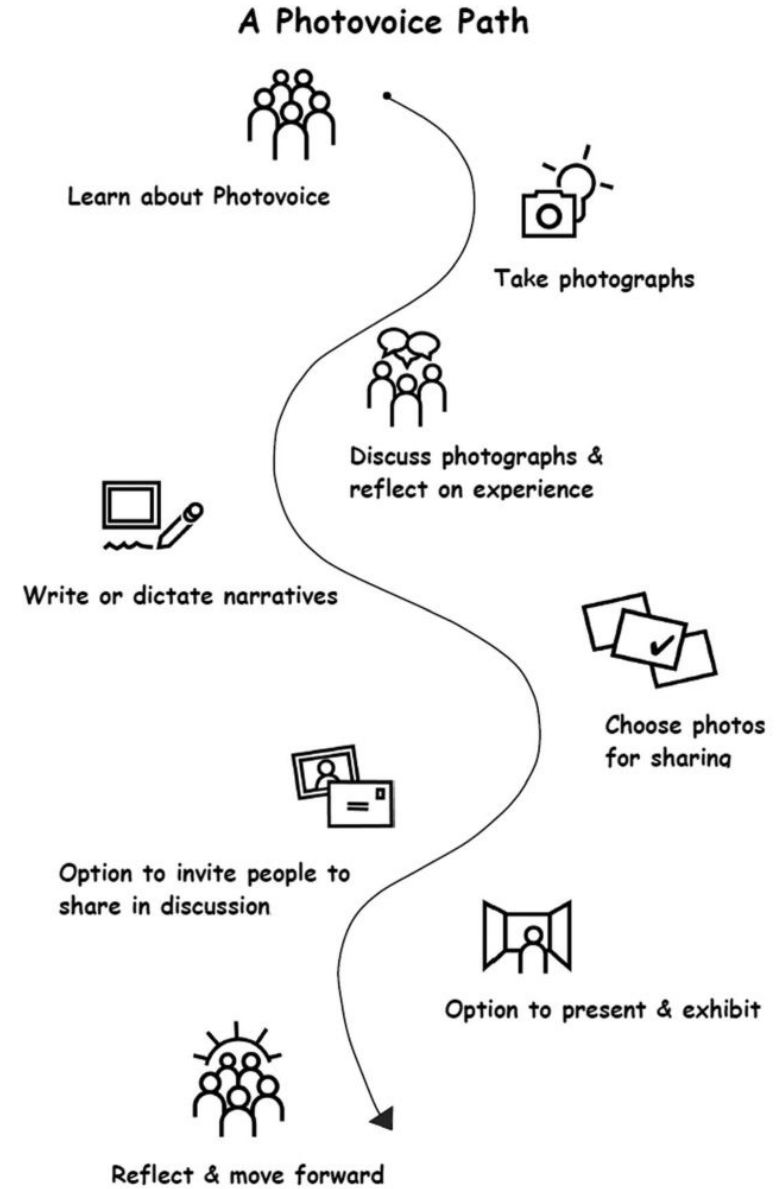 A Photovoice Path
Learn about Photovoice
Take photographs
Discuss photographs &
reflect on experience
Write or dictate narratives
Choose photos
for sharing
Option to invite people to
share in discussion
Option to present & exhibit
Reflect & move forward